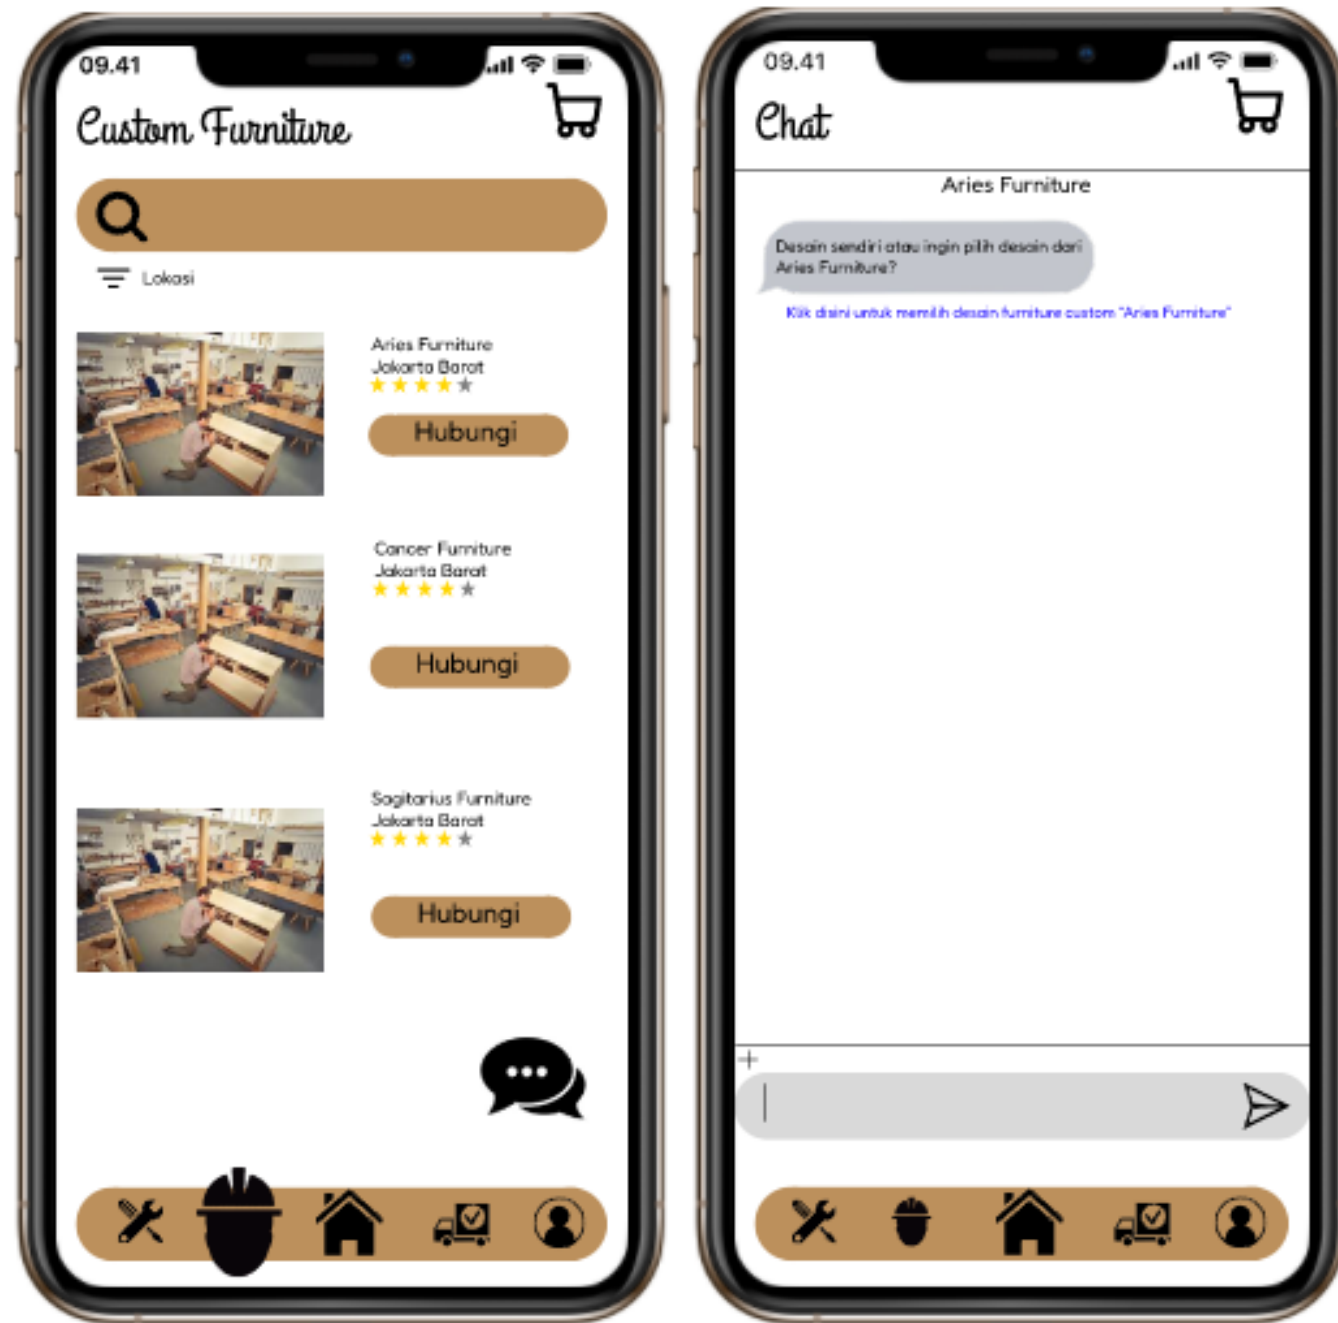 09.41
Custom Furniture
Lokasi
Aries Furniture
Jakarta Barat
Hubungi
Cancer Furniture
Jakarta Barat
Hubungi
Sagitarius Furniture
Jakarta Barat
Hubungi
09.41
Chat
Aries Furniture
Desain sendiri atau ingin pilih desain dari
Aries Furniture?
Klik disini untuk memilih desain furniture custom "Aries Furniture"